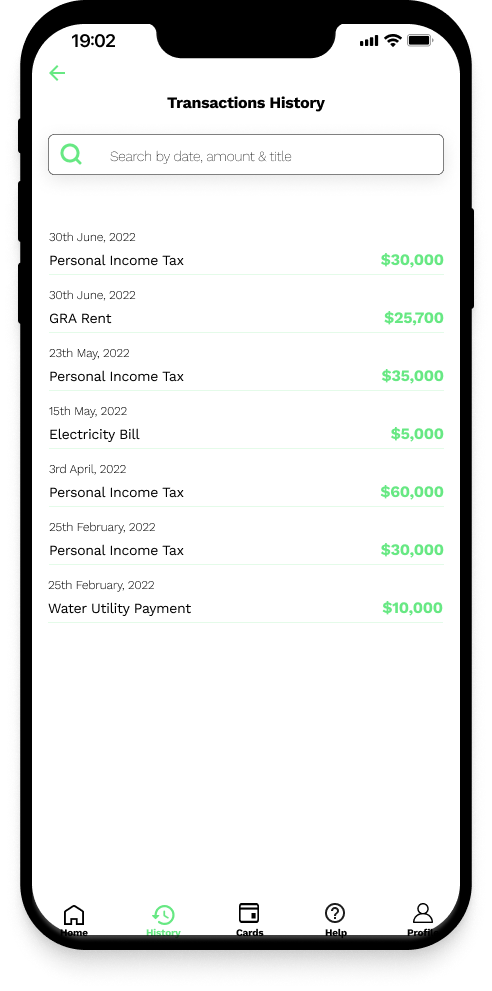 19:02
Transactions History
Search by date, amount & title
30th June, 2022
Personal Income Tax $30,000
30th June, 2022
GRA Rent $25,700
23th May, 2022
Personal Income Tax $35,000
15th May, 2022
Electricity Bill $5,000
3rd April, 2022
Personal Income Tax $60,000
25th February, 2022
Personal Income Tax $30,000
25th February, 2022
Water Utility Payment $10,000
Home History Cards Help Profil